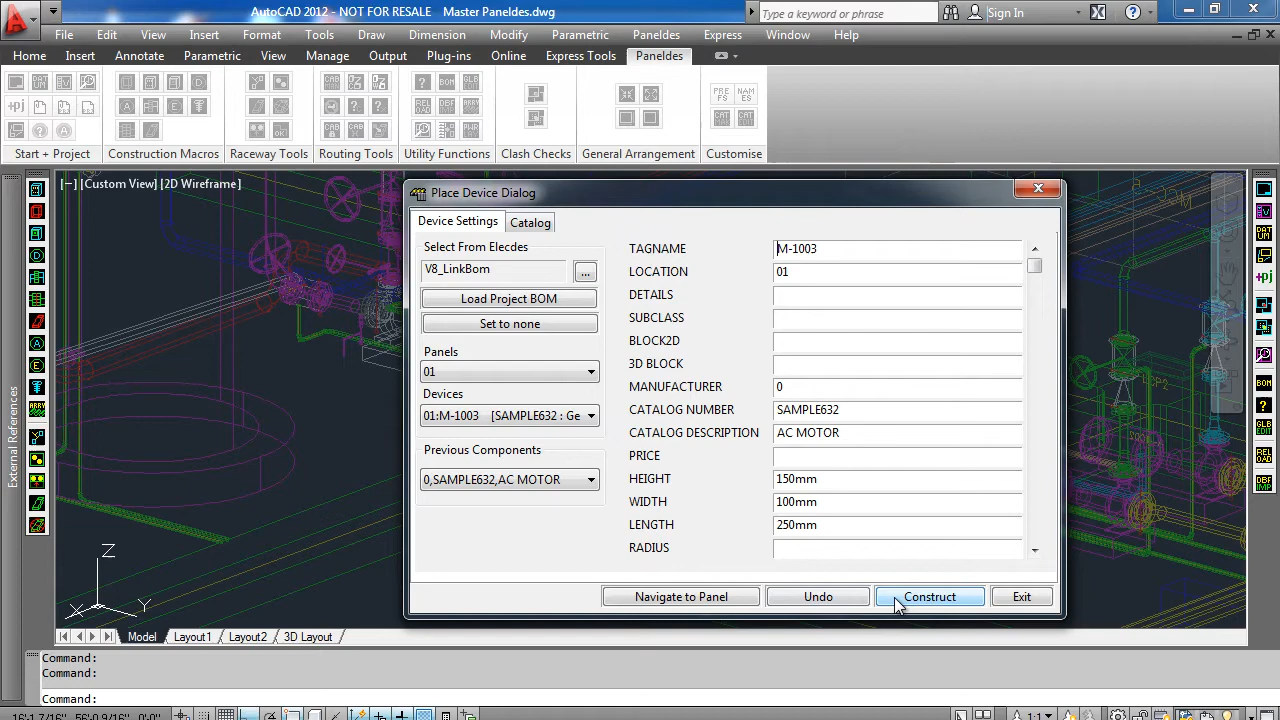 AutoCAD 2012 - NOT FOR RESALE Master Paneldes.dwg
Type a keyword or phrase
Sign In
File Edit View Insert Format Tools Draw Dimension Modify Parametric Paneldes Express Window Help
Home Insert Annotate Parametric View Manage Output Plug-ins Online Express Tools Paneldes
Start + Project Construction Macros Raceway Tools Routing Tools Utility Functions Clash Checks General Arrangement Customise
[−] [Custom View] [2D Wireframe]
External References
Place Device Dialog
Device Settings Catalog
Select From Elecdes
V8_LinkBom ...
Load Project BOM
Set to none
Panels
01
Devices
01:M-1003 [SAMPLE632 : Ge
Previous Components
0,SAMPLE632,AC MOTOR
TAGNAME M-1003
LOCATION 01
DETAILS
SUBCLASS
BLOCK2D
3D BLOCK
MANUFACTURER 0
CATALOG NUMBER SAMPLE632
CATALOG DESCRIPTION AC MOTOR
PRICE
HEIGHT 150mm
WIDTH 100mm
LENGTH 250mm
RADIUS
Navigate to Panel Undo Construct Exit
Z
X Y
Model Layout1 Layout2 3D Layout
Command:
Command:
Command: